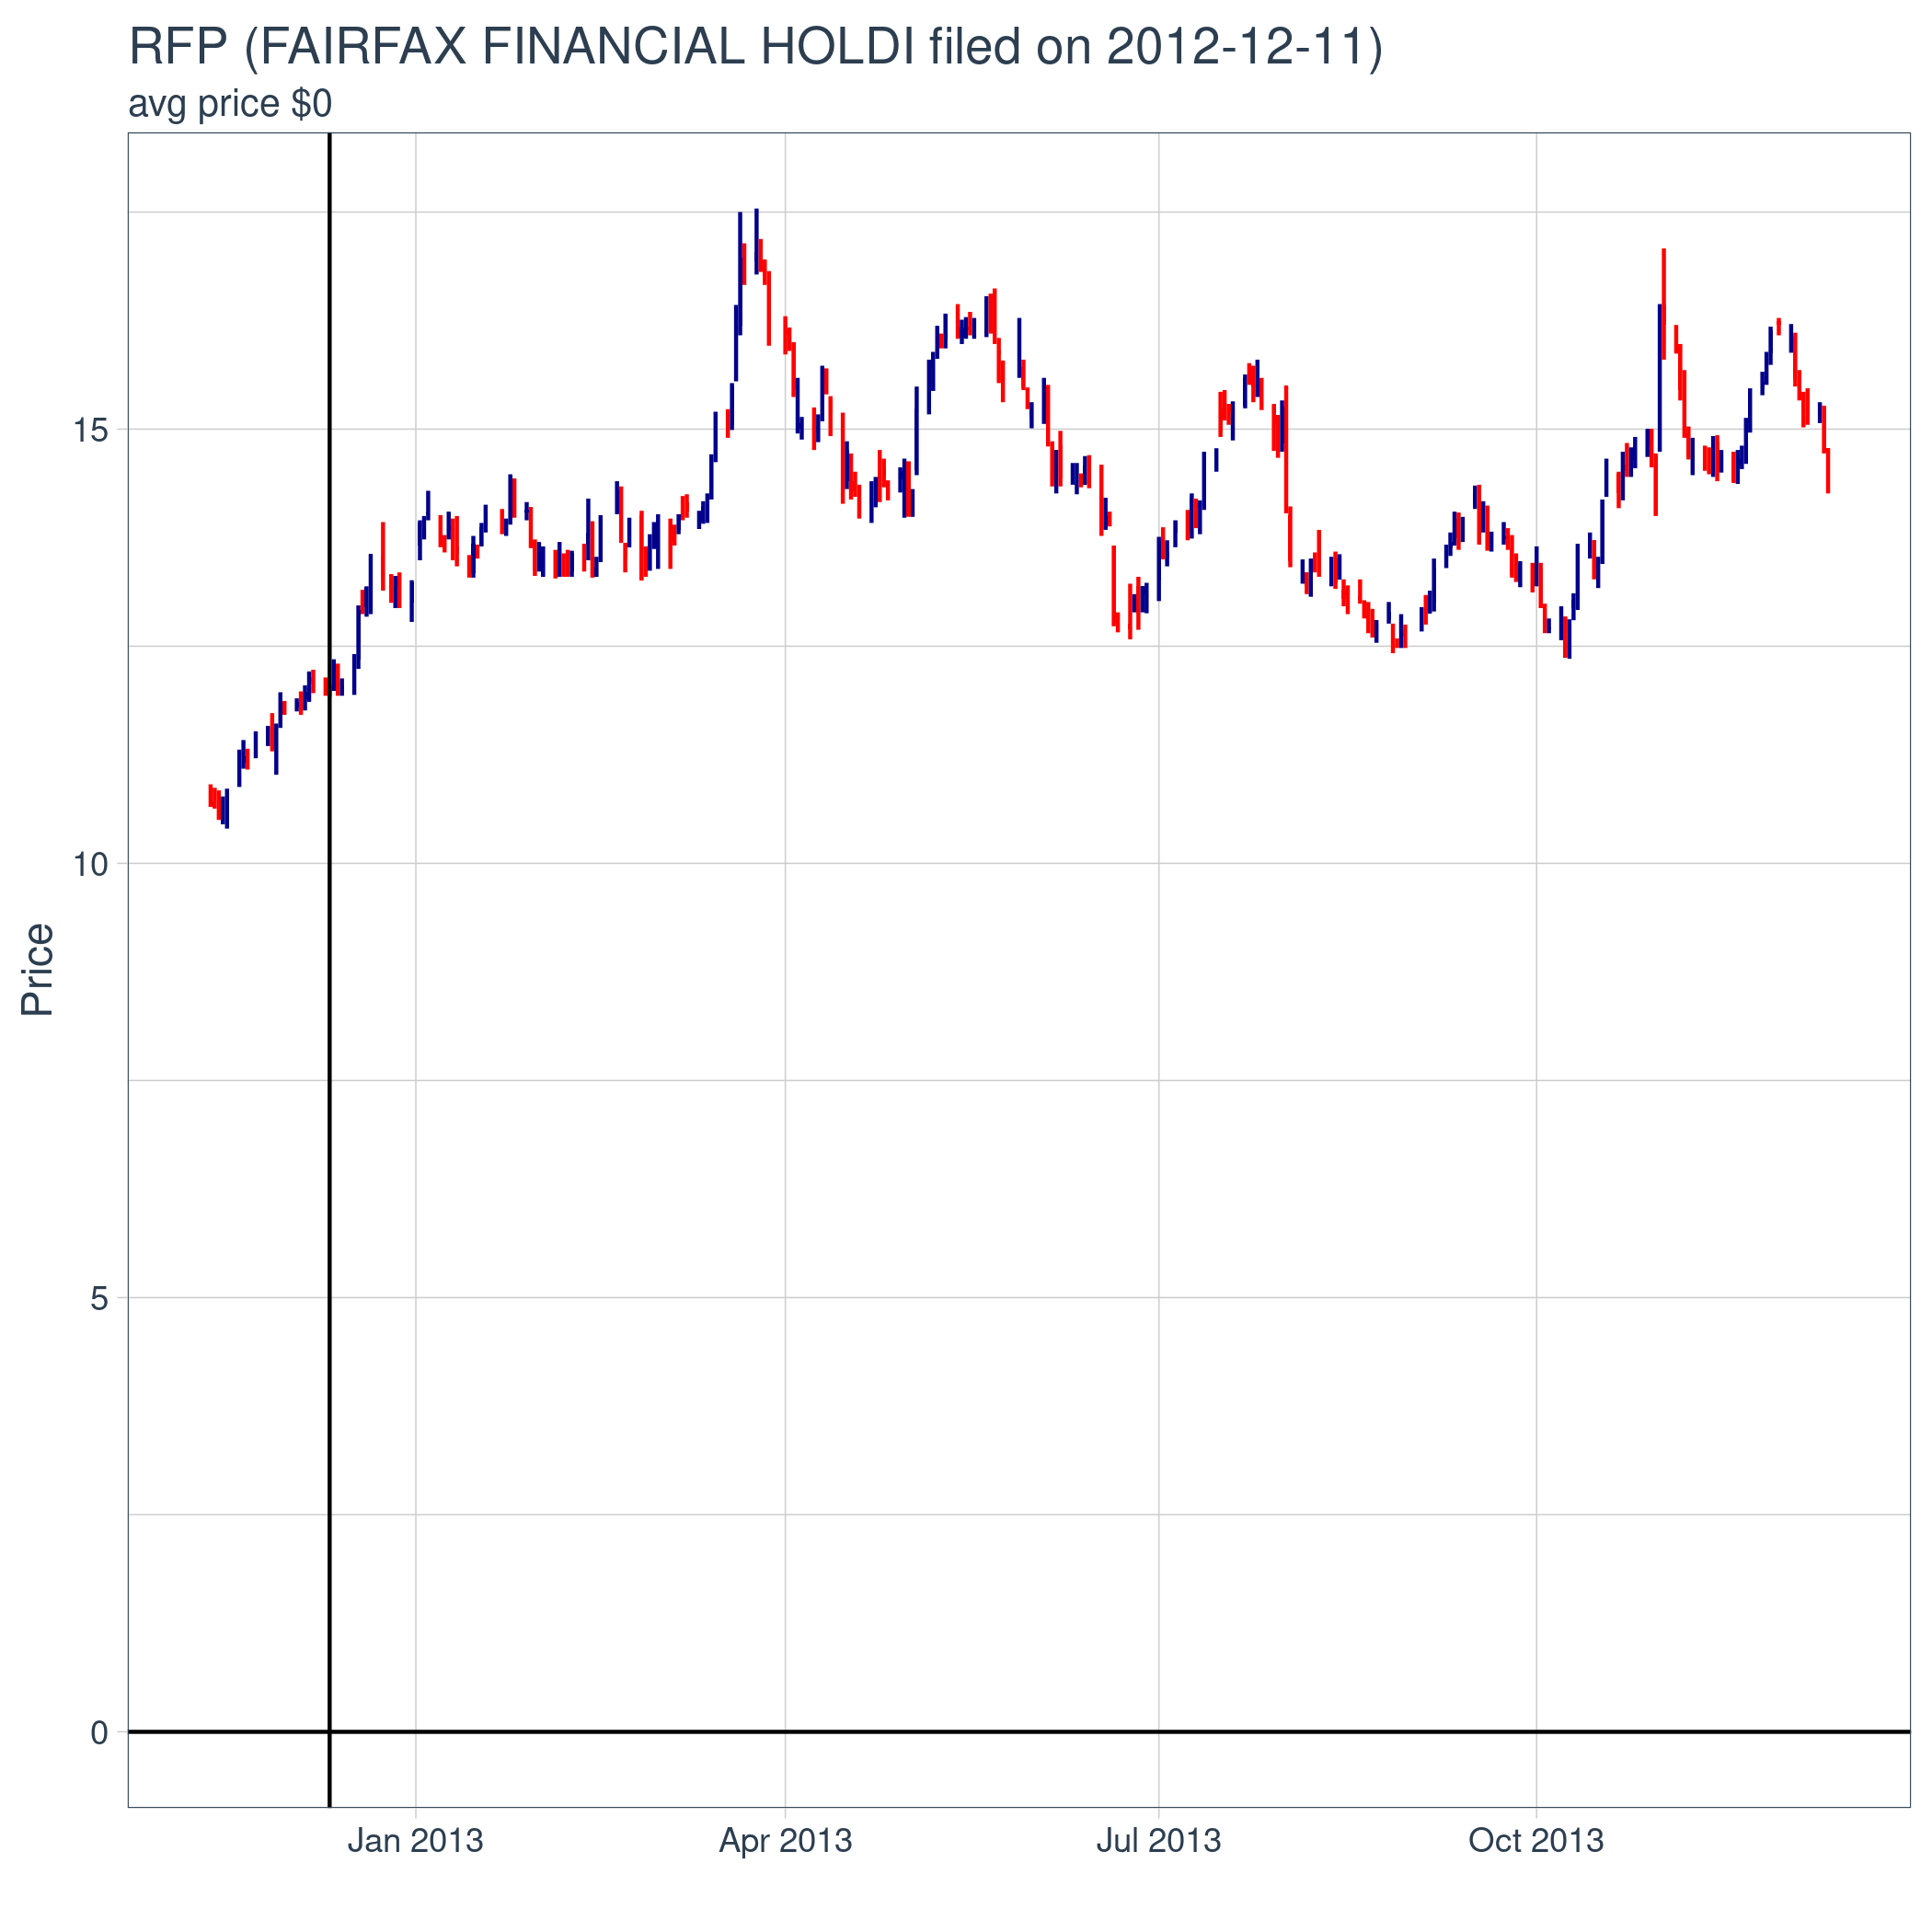 RFP (FAIRFAX FINANCIAL HOLDI filed on 2012-12-11)
avg price $0
15
10
5
0
Price
Jan 2013
Apr 2013
Jul 2013
Oct 2013